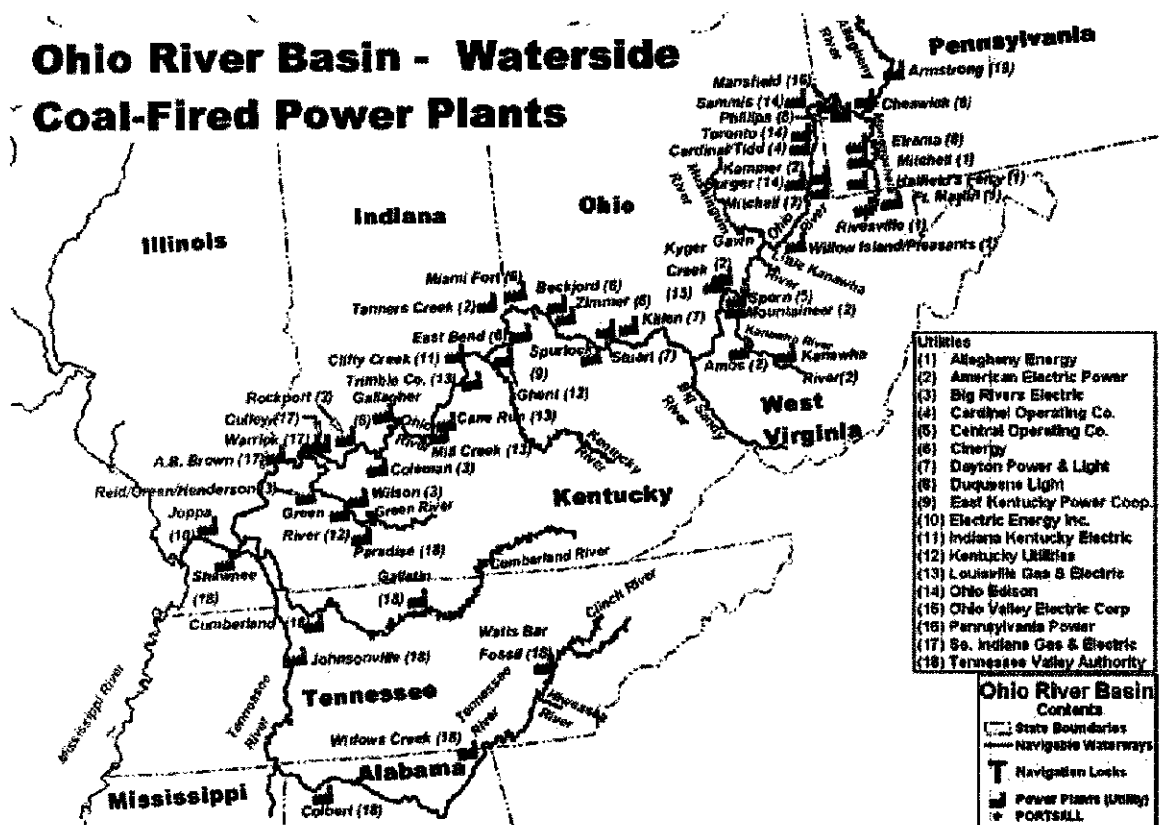 Ohio River Basin - Waterside
Coal-Fired Power Plants
Allegheny
River
Pennsylvania
Armstrong (19)
Mansfield (16)
Sammis (14)
Cheswick (8)
Phillips (8)
Toronto (14)
Elrama (8)
Cardinal/Tidd (4)
Mitchell (1)
Kammer (2)
Hatfield's Ferry (1)
Burger (14)
Mitchell (2)
Rivesville (1)
Muskingum
River
Ohio
River
Willow Island/Pleasants (1)
Illinois
Indiana
Ohio
Kyger
Gavin
Creek (2)
(15)
Little Kanawha
River
Sporn (5)
Mountaineer (2)
Kanawha River
Kanawha
River(2)
Amos (2)
Miami Fort (6)
Beckjord (6)
Tanners Creek (2)
Zimmer (6)
Killen (7)
East Bend (6)
Clifty Creek (11)
Spurlock
(9)
Stuart (7)
Trimble Co. (13)
Ghent (12)
Big Sandy
River
West
Virginia
Gallagher
(6)
Rockport (2)
Culley (17)
Ohio
River
Cane Run (13)
Warrick (17)
Mill Creek (13)
A.B. Brown (17)
Coleman (3)
Kentucky
River
Kentucky
Reid/Green/Henderson (3)
Wilson (3)
Green
River (12)
Green River
Joppa
(10)
Paradise (18)
Shawnee
(18)
Cumberland River
Gallatin
(18)
Cumberland (18)
Clinch River
Watts Bar
Fossil (18)
Johnsonville (18)
Tennessee
Mississippi River
Tennessee
River
Tennessee
River
Hiwassee
River
Widows Creek (18)
Alabama
Mississippi
Colbert (18)
Utilities
(1) Allegheny Energy
(2) American Electric Power
(3) Big Rivers Electric
(4) Cardinal Operating Co.
(5) Central Operating Co.
(6) Cinergy
(7) Dayton Power & Light
(8) Duquesne Light
(9) East Kentucky Power Coop.
(10) Electric Energy Inc.
(11) Indiana Kentucky Electric
(12) Kentucky Utilities
(13) Louisville Gas & Electric
(14) Ohio Edison
(15) Ohio Valley Electric Corp
(16) Pennsylvania Power
(17) So. Indiana Gas & Electric
(18) Tennessee Valley Authority
Ohio River Basin
Contents
State Boundaries
Navigable Waterways
Navigation Locks
Power Plants (Utility)